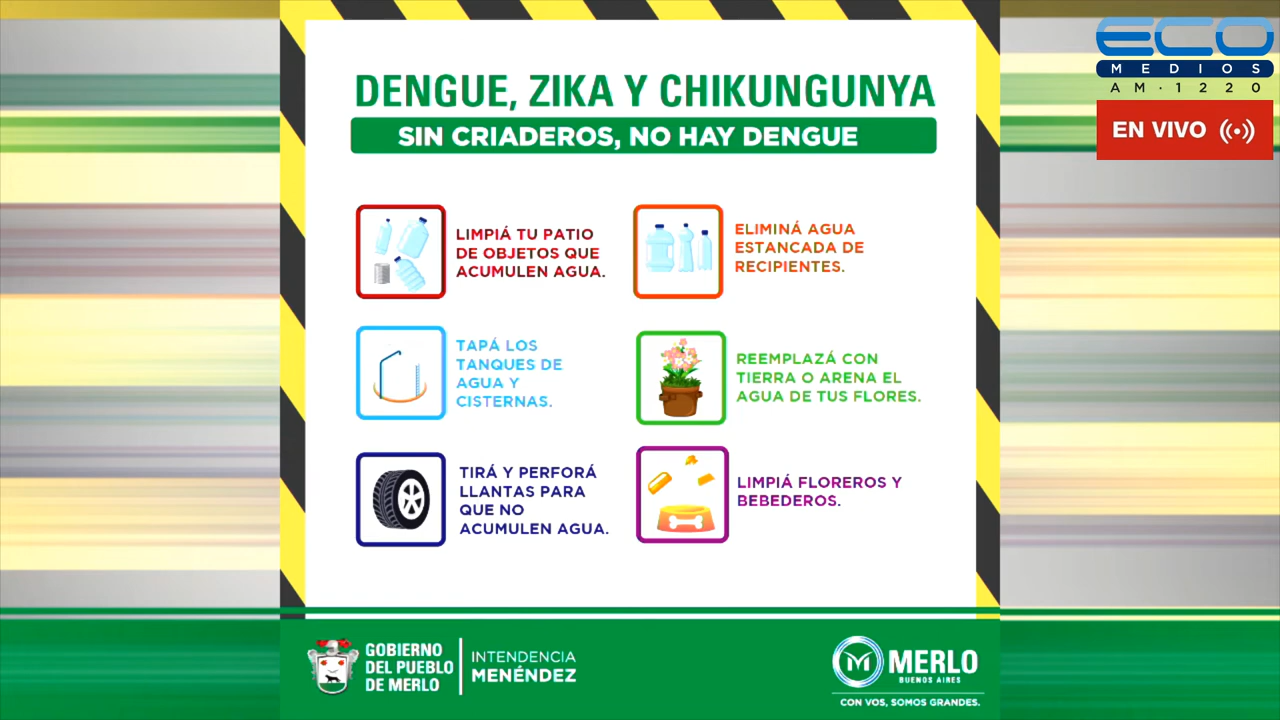 ECO
MEDIOS
AM·1220
EN VIVO
DENGUE, ZIKA Y CHIKUNGUNYA
SIN CRIADEROS, NO HAY DENGUE
LIMPIÁ TU PATIO
DE OBJETOS QUE
ACUMULEN AGUA.
ELIMINÁ AGUA
ESTANCADA DE
RECIPIENTES.
TAPÁ LOS
TANQUES DE
AGUA Y
CISTERNAS.
REEMPLAZÁ CON
TIERRA O ARENA EL
AGUA DE TUS FLORES.
TIRÁ Y PERFORÁ
LLANTAS PARA
QUE NO
ACUMULEN AGUA.
LIMPIÁ FLOREROS Y
BEBEDEROS.
GOBIERNO
DEL PUEBLO
DE MERLO
INTENDENCIA
MENÉNDEZ
MERLO
BUENOS AIRES
CON VOS, SOMOS GRANDES.